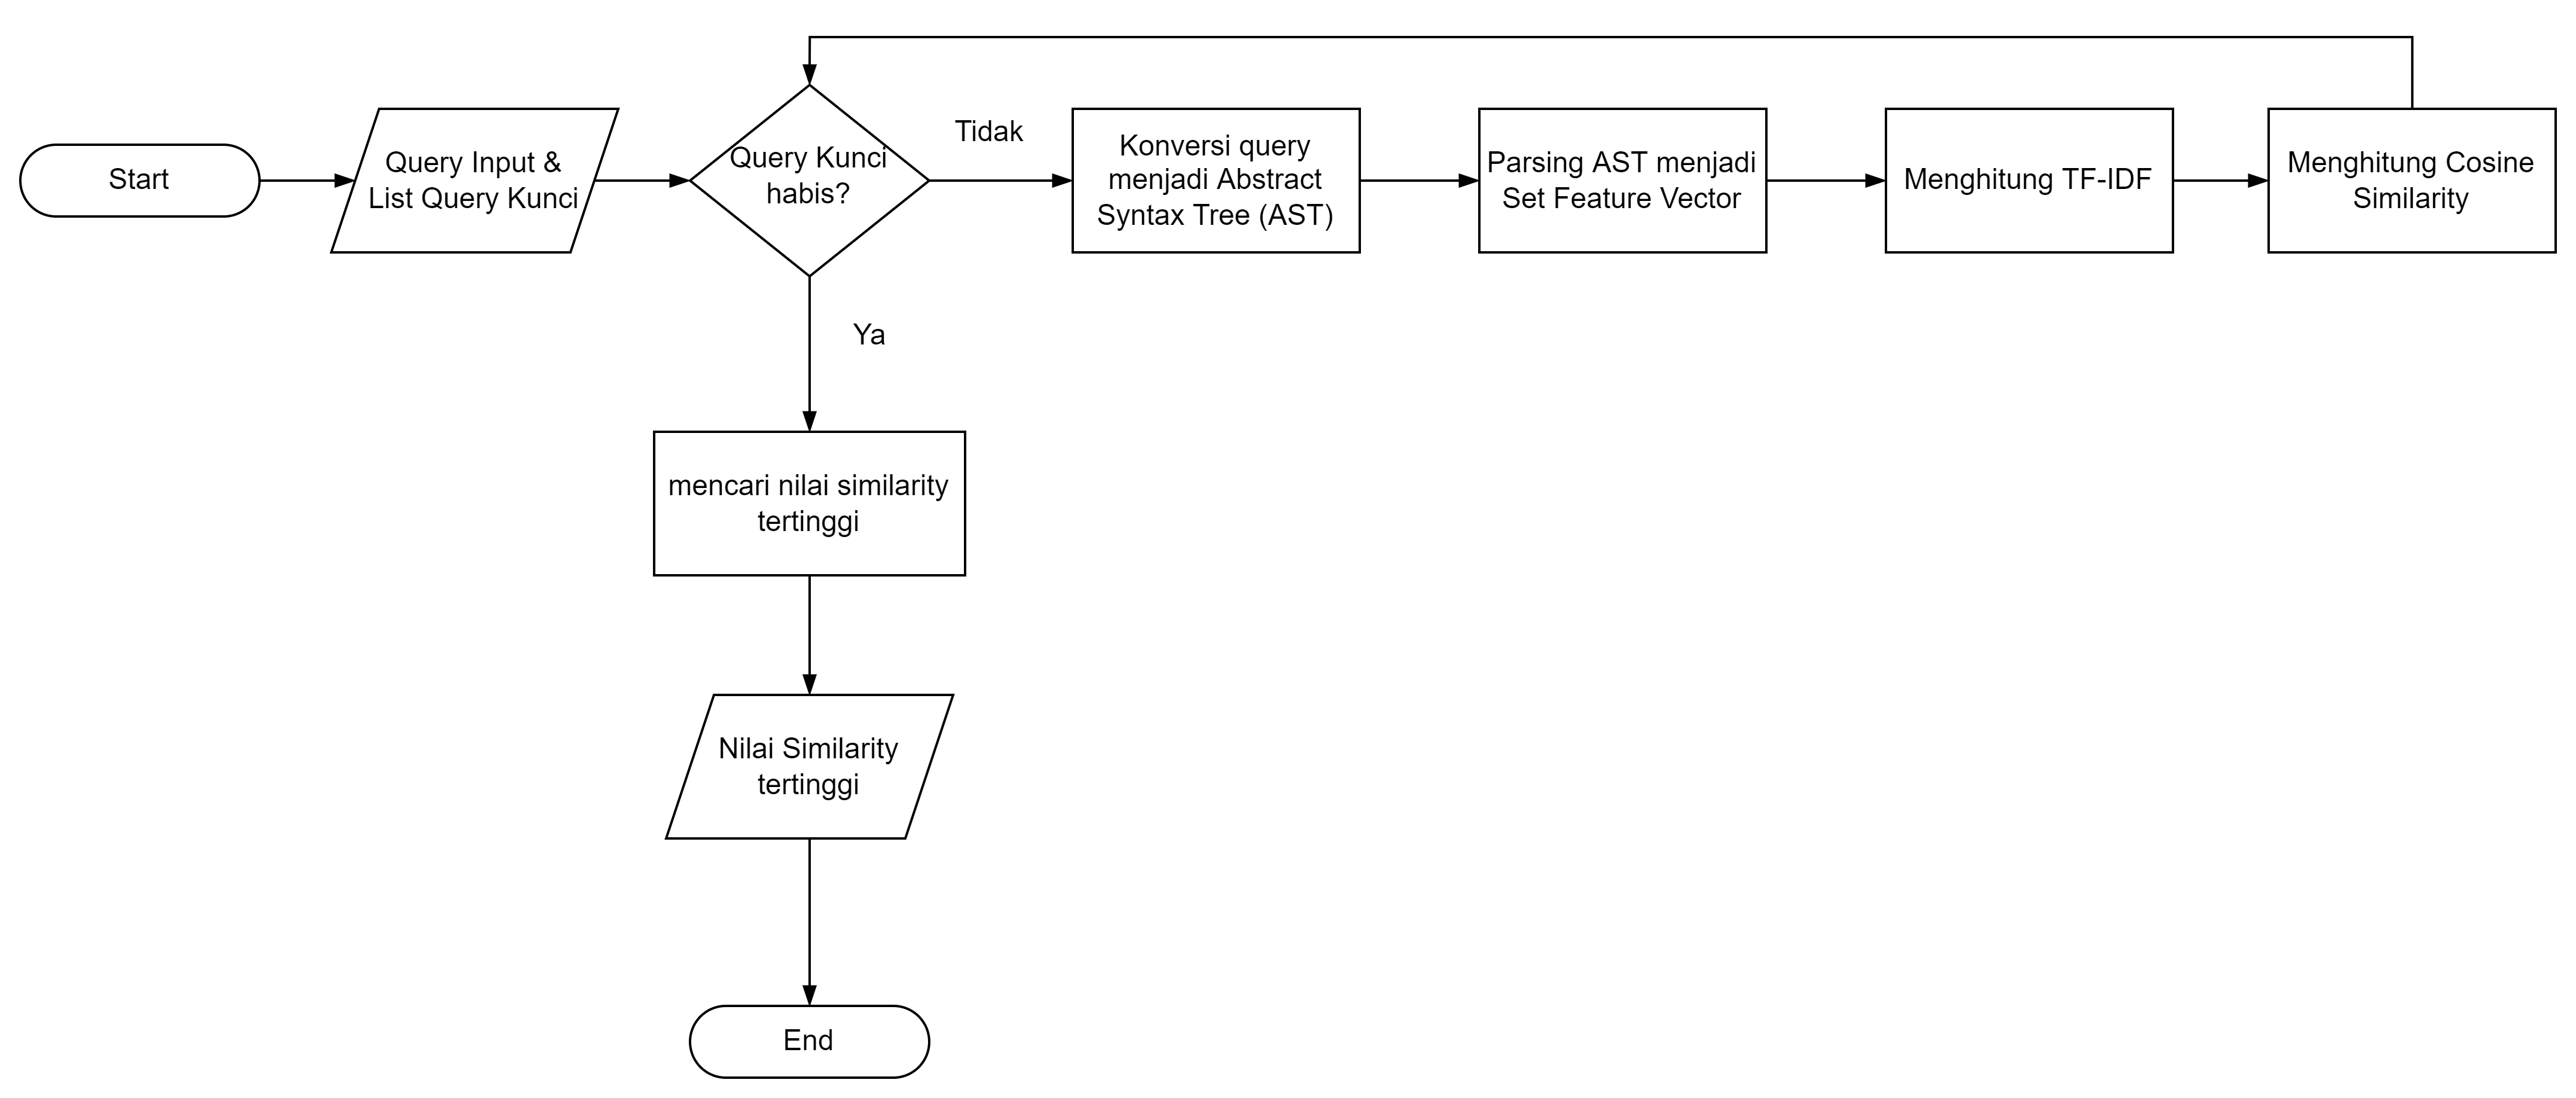 Start
Query Input &
List Query Kunci
Query Kunci
habis?
Tidak
Konversi query
menjadi Abstract
Syntax Tree (AST)
Parsing AST menjadi
Set Feature Vector
Menghitung TF-IDF
Menghitung Cosine
Similarity
Ya
mencari nilai similarity
tertinggi
Nilai Similarity
tertinggi
End